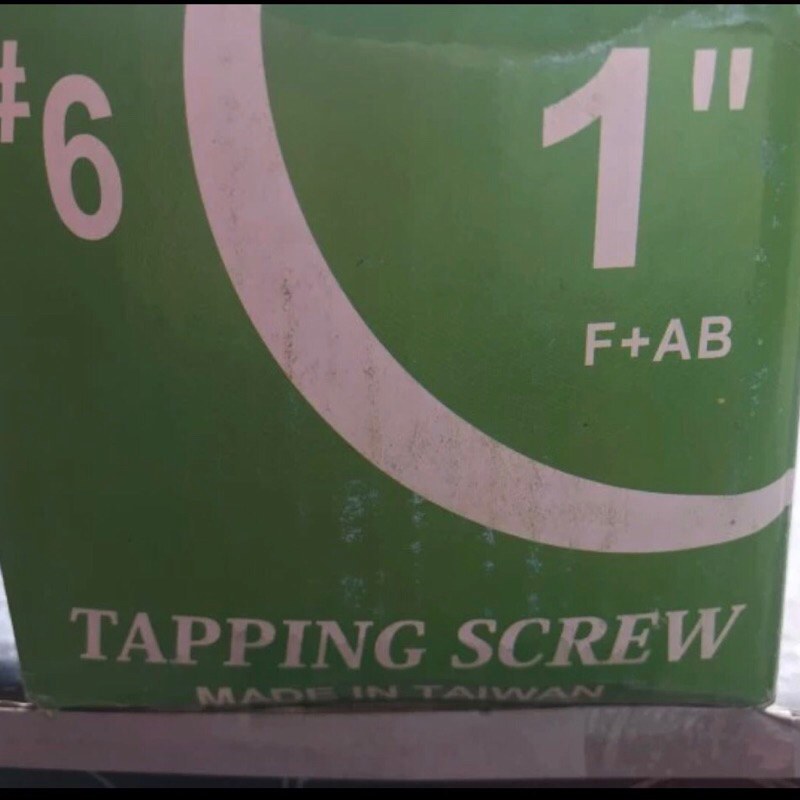 #6
1"
F+AB
TAPPING SCREW
MADE IN TAIWAN